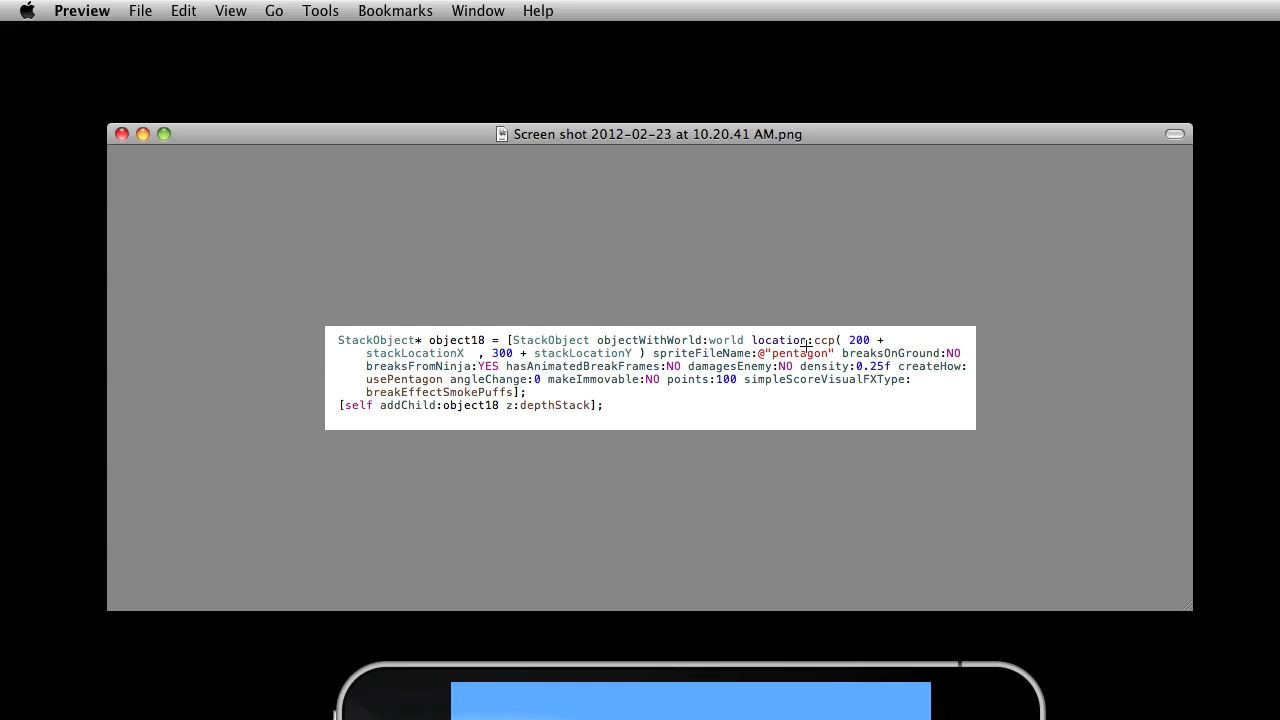 Preview File Edit View Go Tools Bookmarks Window Help
Screen shot 2012-02-23 at 10.20.41 AM.png
StackObject* object18 = [StackObject objectWithWorld:world location:ccp( 200 +
stackLocationX  , 300 + stackLocationY ) spriteFileName:@"pentagon" breaksOnGround:NO
breaksFromNinja:YES hasAnimatedBreakFrames:NO damagesEnemy:NO density:0.25f createHow:
usePentagon angleChange:0 makeImmovable:NO points:100 simpleScoreVisualFXType:
breakEffectSmokePuffs];
[self addChild:object18 z:depthStack];